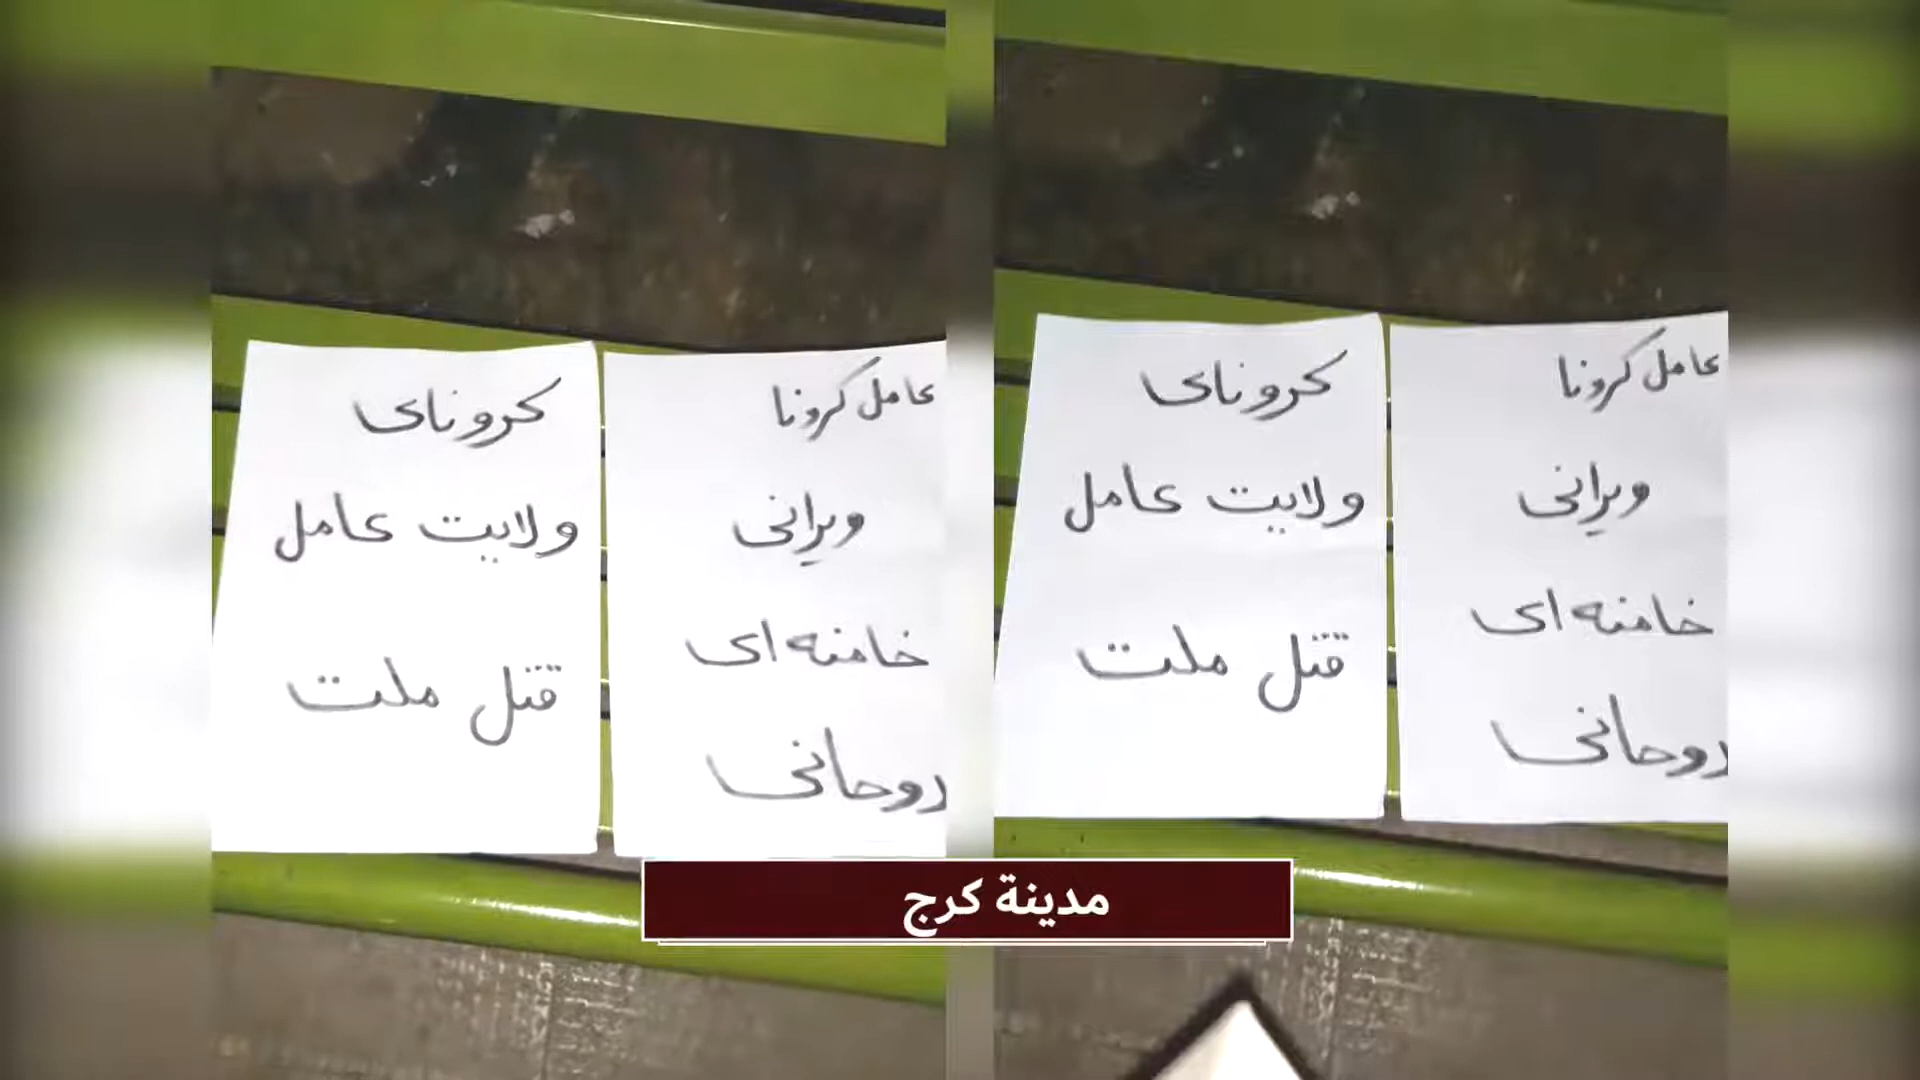 کرونای
ولایت عامل
قتل ملت
عامل کرونا
ویرانی
خامنه ای
روحانی
کرونای
ولایت عامل
قتل ملت
عامل کرونا
ویرانی
خامنه ای
روحانی
مدينة كرج